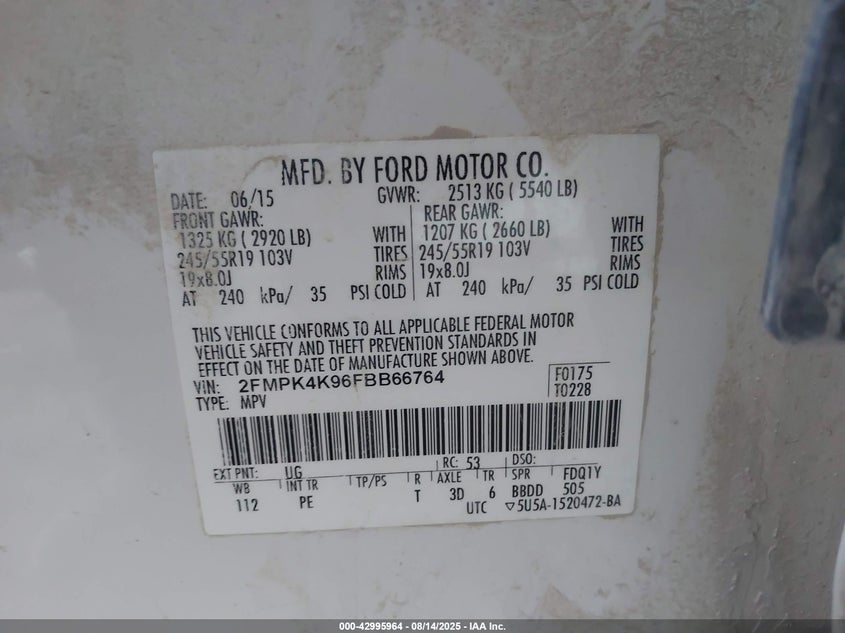 MFD. BY FORD MOTOR CO.
DATE: 06/15 GVWR: 2513 KG ( 5540 LB)
FRONT GAWR: REAR GAWR:
1325 KG ( 2920 LB) WITH 1207 KG ( 2660 LB) WITH
245/55R19 103V TIRES 245/55R19 103V TIRES
19x8.0J RIMS 19x8.0J RIMS
AT 240 kPa/ 35 PSI COLD AT 240 kPa/ 35 PSI COLD
THIS VEHICLE CONFORMS TO ALL APPLICABLE FEDERAL MOTOR
VEHICLE SAFETY AND THEFT PREVENTION STANDARDS IN
EFFECT ON THE DATE OF MANUFACTURE SHOWN ABOVE.
VIN: 2FMPK4K96FBB66764 F0175
TYPE: MPV T0228
EXT PNT: UG RC: 53 DSO:
WB INT TR TP/PS R AXLE TR SPR FDQ1Y
112 PE T 3D 6 BBDD 505
UTC ▽5U5A-1520472-BA
000-42995964 - 08/14/2025 - IAA Inc.